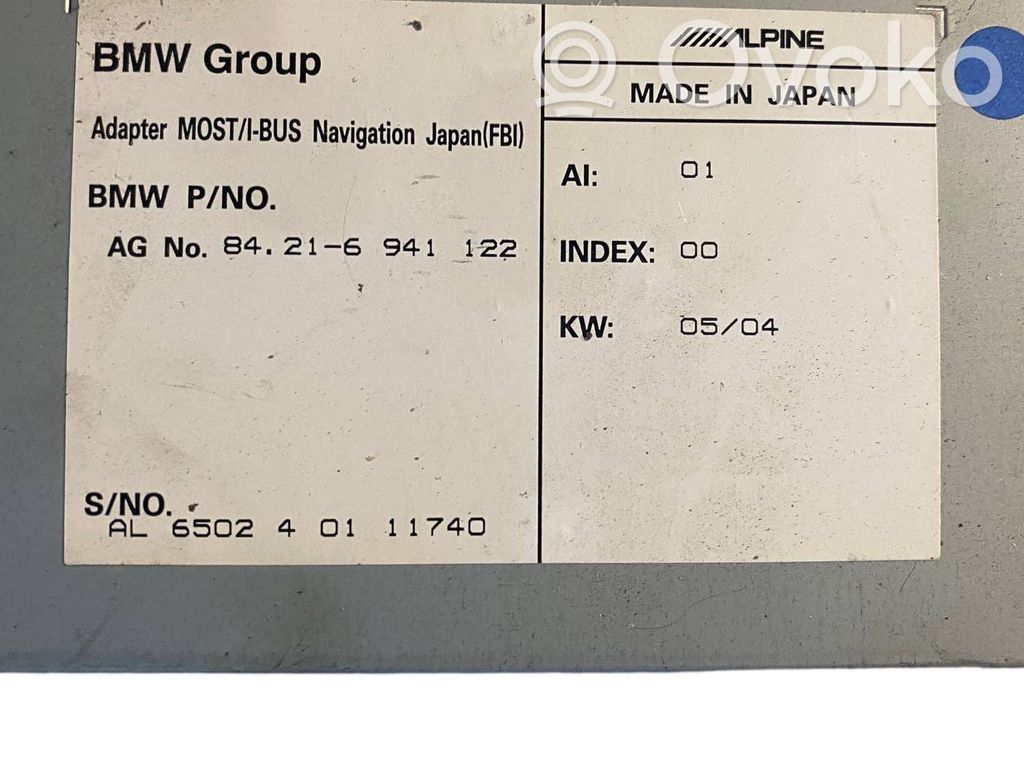 BMW Group
Adapter MOST/I-BUS Navigation Japan(FBI)
BMW P/NO.
AG No. 84.21-6 941 122
S/NO.
AL 6502 4 01 11740
ALPINE
MADE IN JAPAN
AI: 01
INDEX: 00
KW: 05/04
Ovoko